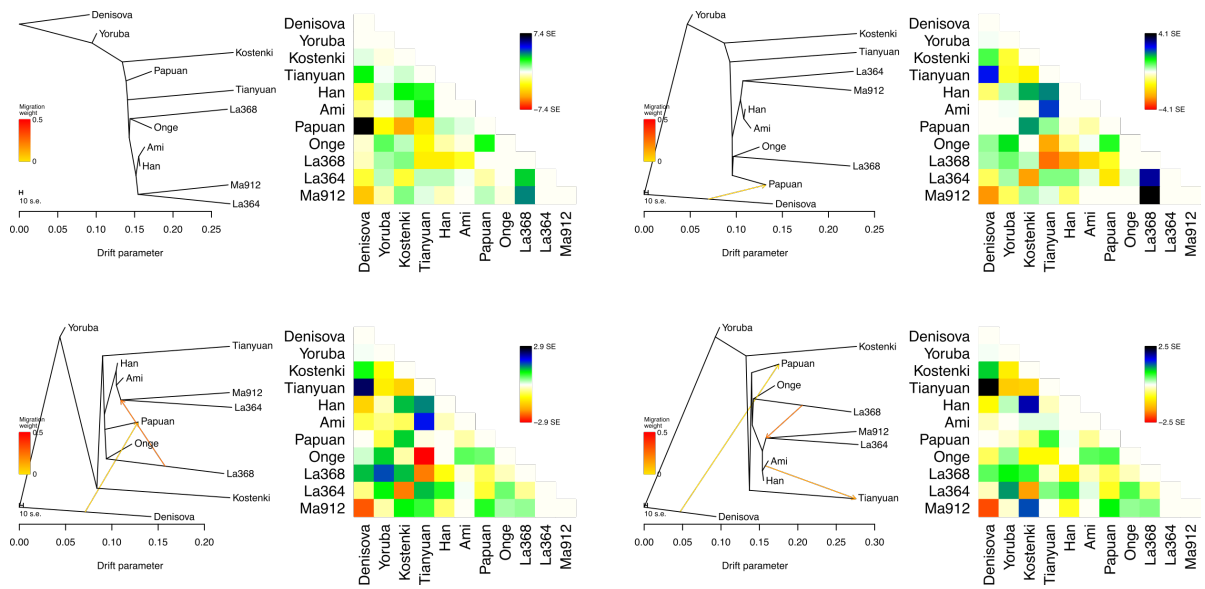 Denisova
Yoruba
Kostenki
Papuan
Tianyuan
La368
Onge
Ami
Han
Ma912
La364
Migration
weight
0.5
0
10 s.e.
0.00 0.05 0.10 0.15 0.20 0.25
Drift parameter
Denisova
Yoruba
Kostenki
Tianyuan
Han
Ami
Papuan
Onge
La368
La364
Ma912
Denisova
Yoruba
Kostenki
Tianyuan
Han
Ami
Papuan
Onge
La368
La364
Ma912
7.4 SE
−7.4 SE
Yoruba
Kostenki
Tianyuan
La364
Ma912
Han
Ami
Onge
La368
Papuan
Denisova
Migration
weight
0.5
0
10 s.e.
0.00 0.05 0.10 0.15 0.20 0.25 0.30
Drift parameter
Denisova
Yoruba
Kostenki
Tianyuan
Han
Ami
Papuan
Onge
La368
La364
Ma912
Denisova
Yoruba
Kostenki
Tianyuan
Han
Ami
Papuan
Onge
La368
La364
Ma912
4.1 SE
−4.1 SE
Yoruba
Tianyuan
Han
Ami
Ma912
La364
Papuan
Onge
La368
Kostenki
Denisova
Migration
weight
0.5
0
10 s.e.
0.00 0.05 0.10 0.15 0.20
Drift parameter
Denisova
Yoruba
Kostenki
Tianyuan
Han
Ami
Papuan
Onge
La368
La364
Ma912
Denisova
Yoruba
Kostenki
Tianyuan
Han
Ami
Papuan
Onge
La368
La364
Ma912
2.9 SE
−2.9 SE
Yoruba
Kostenki
Papuan
Onge
La368
Ma912
La364
Ami
Han
Tianyuan
Denisova
Migration
weight
0.5
0
10 s.e.
0.00 0.05 0.10 0.15 0.20 0.25 0.30
Drift parameter
Denisova
Yoruba
Kostenki
Tianyuan
Han
Ami
Papuan
Onge
La368
La364
Ma912
Denisova
Yoruba
Kostenki
Tianyuan
Han
Ami
Papuan
Onge
La368
La364
Ma912
2.5 SE
−2.5 SE